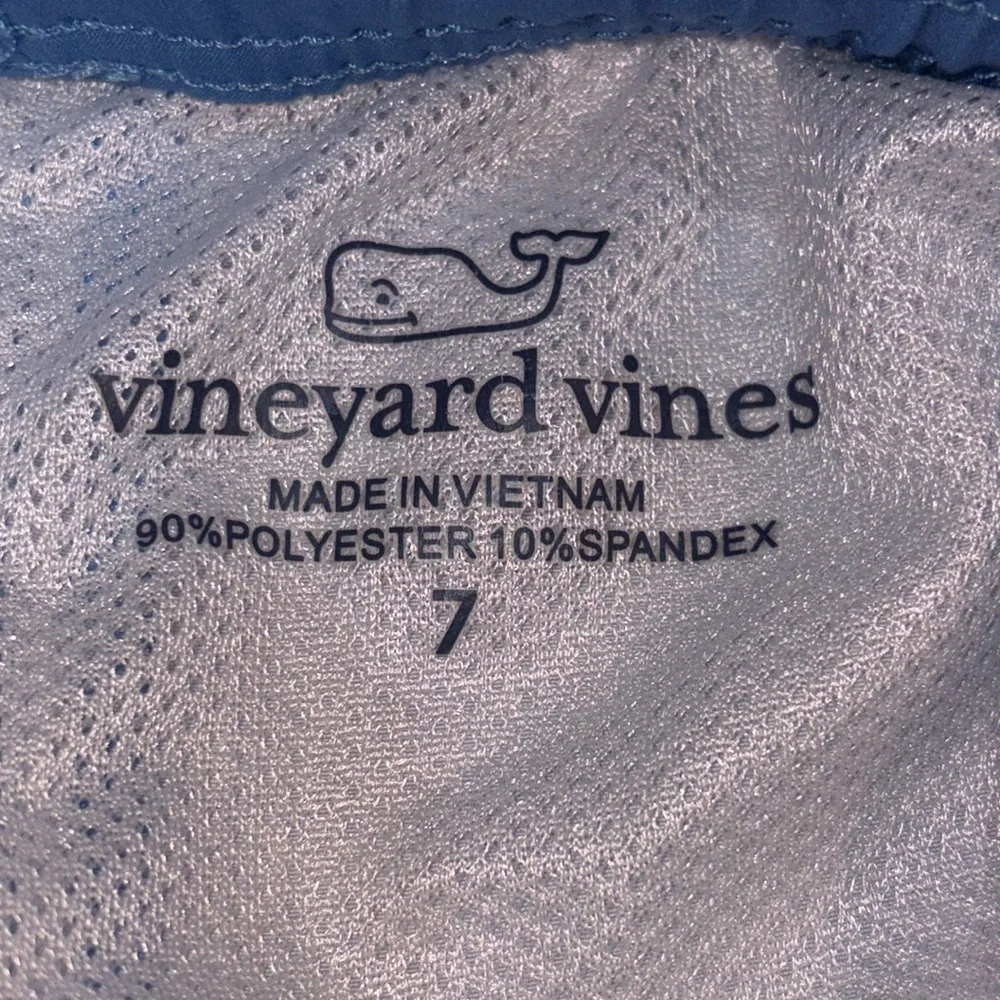 vineyard vines
MADE IN VIETNAM
90%POLYESTER 10%SPANDEX
7